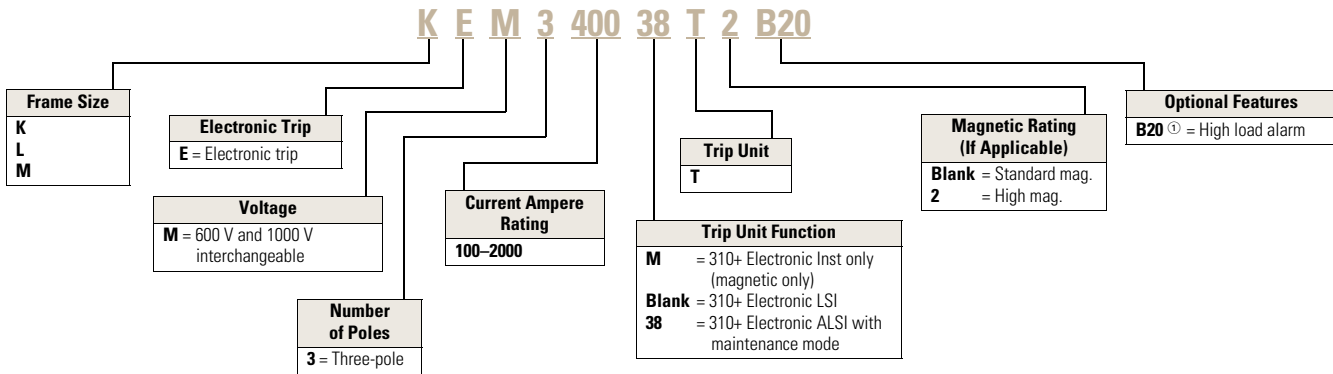 K E M 3 400 38 T 2 B20
Frame Size
K
L
M
Electronic Trip
E = Electronic trip
Voltage
M = 600 V and 1000 V
interchangeable
Number
of Poles
3 = Three-pole
Current Ampere
Rating
100–2000
Trip Unit Function
M = 310+ Electronic Inst only
(magnetic only)
Blank = 310+ Electronic LSI
38 = 310+ Electronic ALSI with
maintenance mode
Trip Unit
T
Magnetic Rating
(If Applicable)
Blank = Standard mag.
2 = High mag.
Optional Features
B20 ① = High load alarm